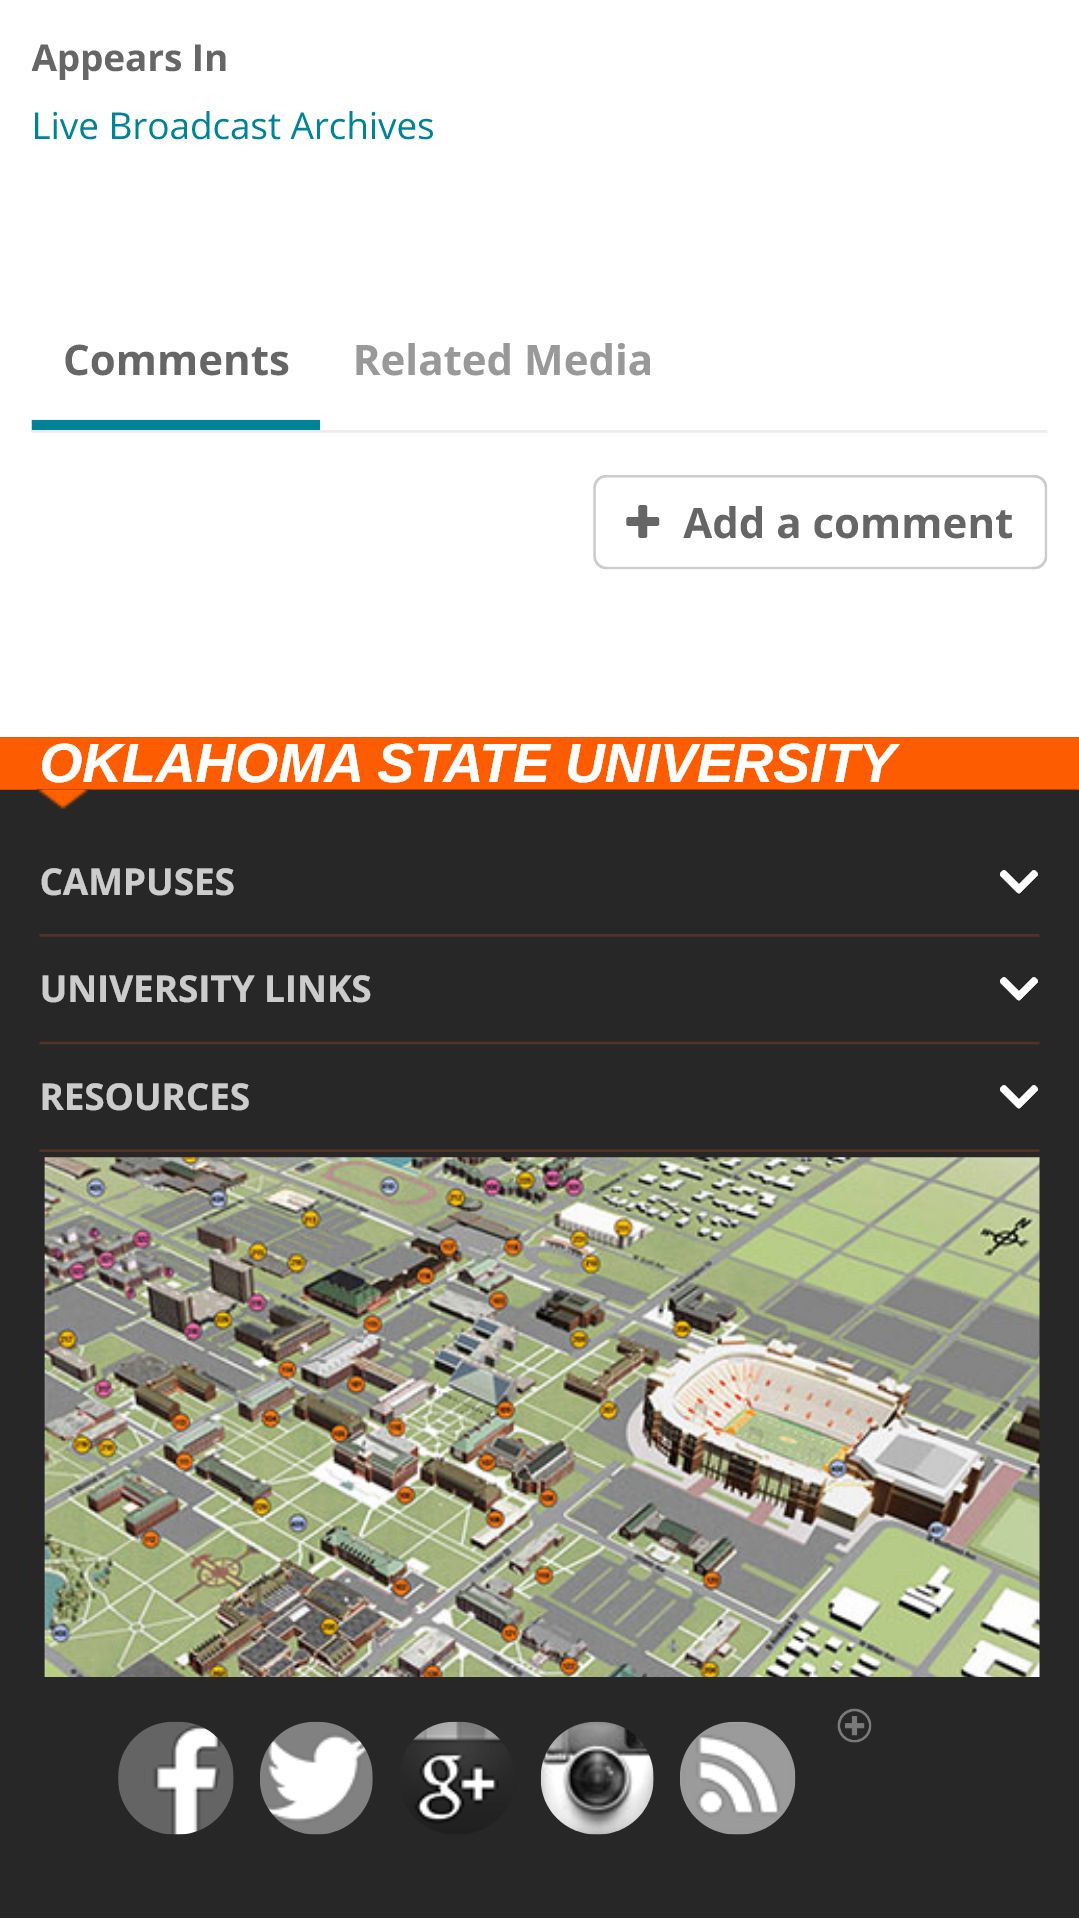 Appears In
Live Broadcast Archives
Comments Related Media
Add a comment
OKLAHOMA STATE UNIVERSITY
CAMPUSES
UNIVERSITY LINKS
RESOURCES
g+